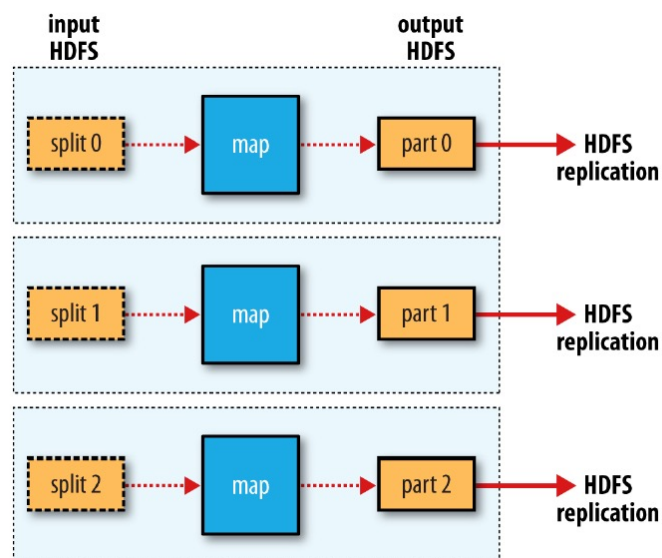 input
HDFS
output
HDFS
split 0
map
part 0
HDFS
replication
split 1
map
part 1
HDFS
replication
split 2
map
part 2
HDFS
replication